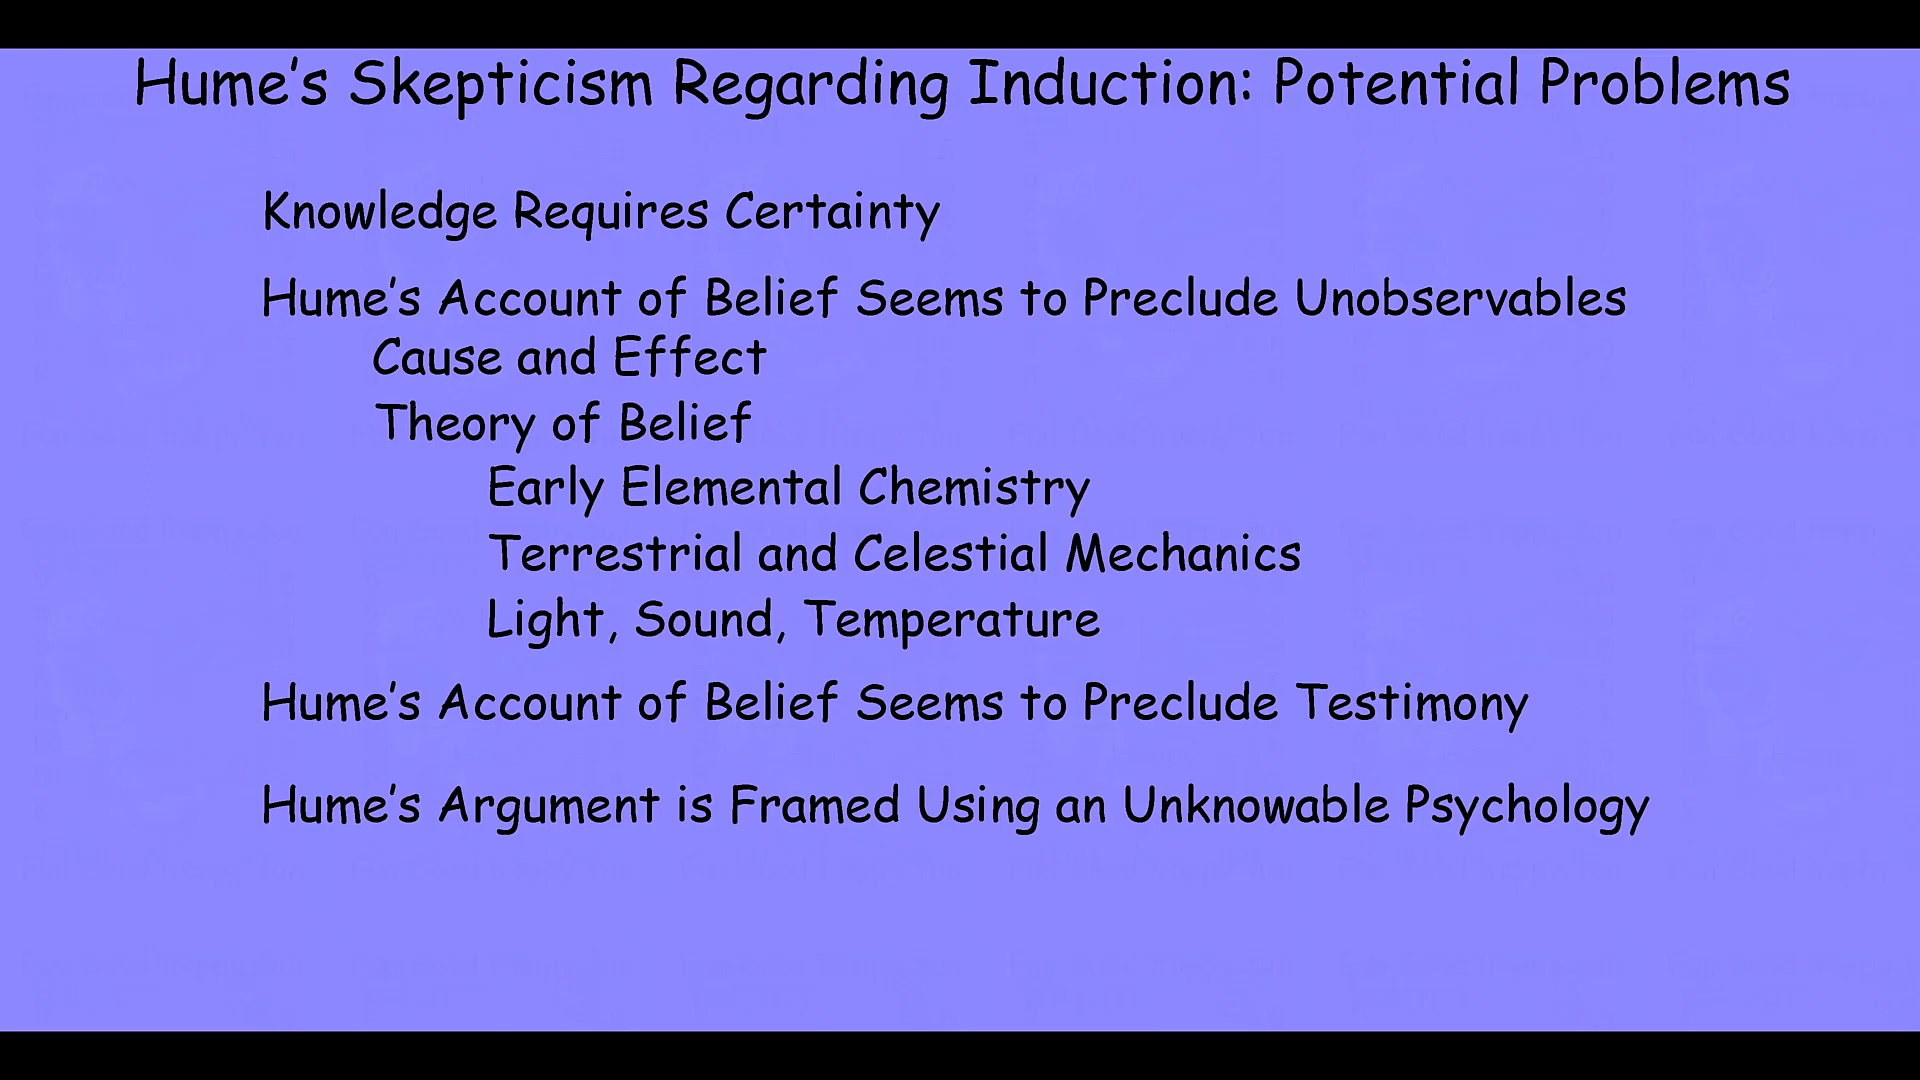 Hume's Skepticism Regarding Induction: Potential Problems
Knowledge Requires Certainty
Hume's Account of Belief Seems to Preclude Unobservables
Cause and Effect
Theory of Belief
Early Elemental Chemistry
Terrestrial and Celestial Mechanics
Light, Sound, Temperature
Hume's Account of Belief Seems to Preclude Testimony
Hume's Argument is Framed Using an Unknowable Psychology